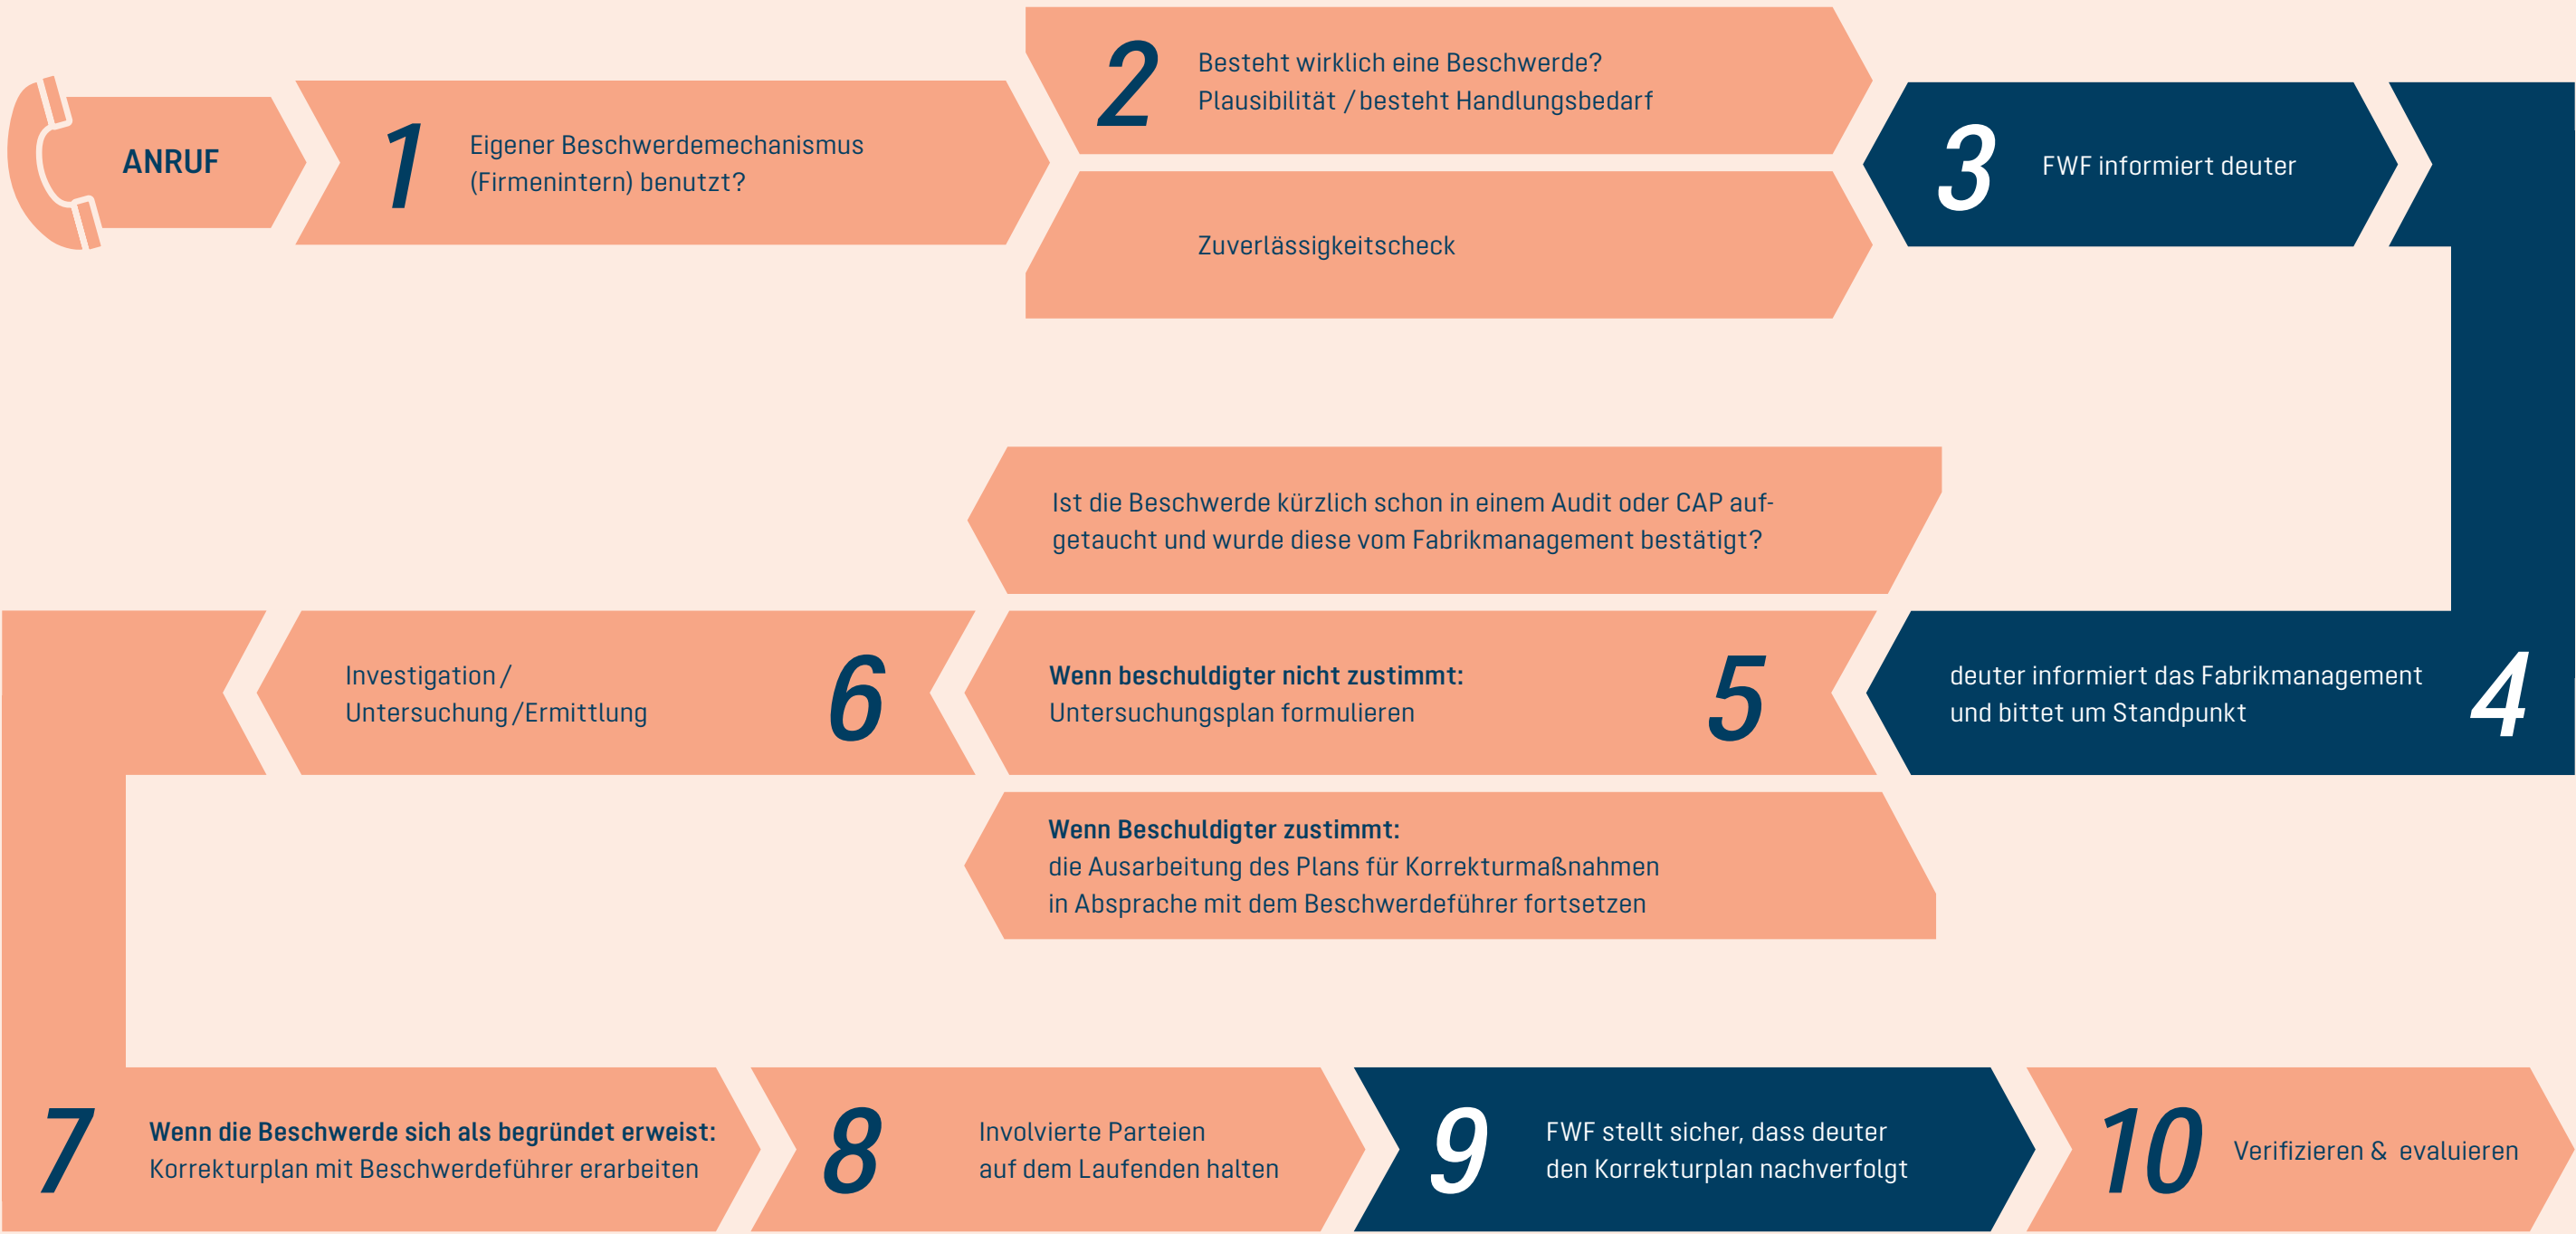 ANRUF
1
Eigener Beschwerdemechanismus
(Firmenintern) benutzt?
2
Besteht wirklich eine Beschwerde?
Plausibilität / besteht Handlungsbedarf
Zuverlässigkeitscheck
3
FWF informiert deuter
4
deuter informiert das Fabrikmanagement
und bittet um Standpunkt
Ist die Beschwerde kürzlich schon in einem Audit oder CAP auf-
getaucht und wurde diese vom Fabrikmanagement bestätigt?
5
Wenn beschuldigter nicht zustimmt:
Untersuchungsplan formulieren
Wenn Beschuldigter zustimmt:
die Ausarbeitung des Plans für Korrekturmaßnahmen
in Absprache mit dem Beschwerdeführer fortsetzen
6
Investigation /
Untersuchung / Ermittlung
7
Wenn die Beschwerde sich als begründet erweist:
Korrekturplan mit Beschwerdeführer erarbeiten
8
Involvierte Parteien
auf dem Laufenden halten
9
FWF stellt sicher, dass deuter
den Korrekturplan nachverfolgt
10
Verifizieren & evaluieren